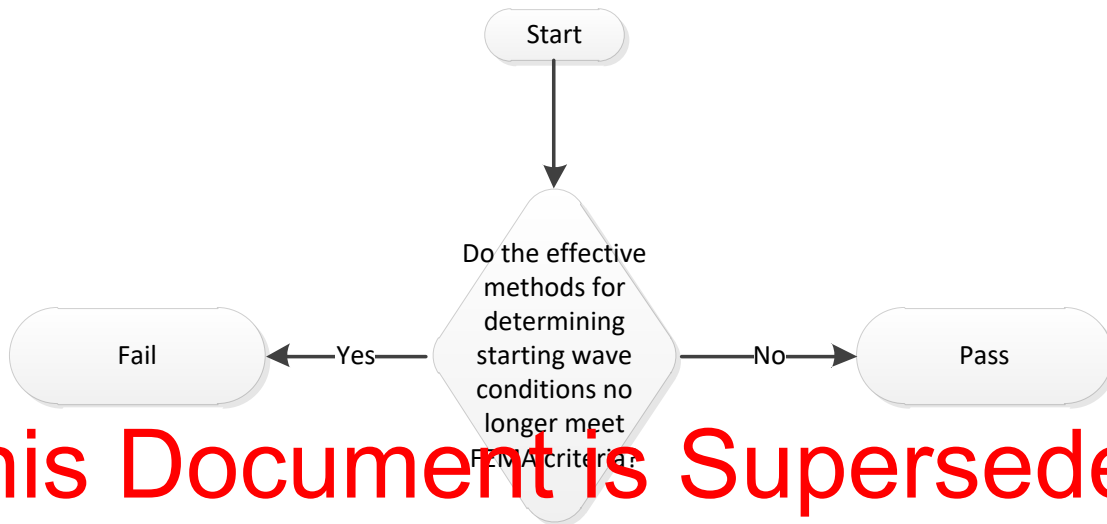 Start
Do the effective
methods for
determining
starting wave
conditions no
longer meet
FEMA criteria?
Fail
Yes
No
Pass
his Document is Supersede